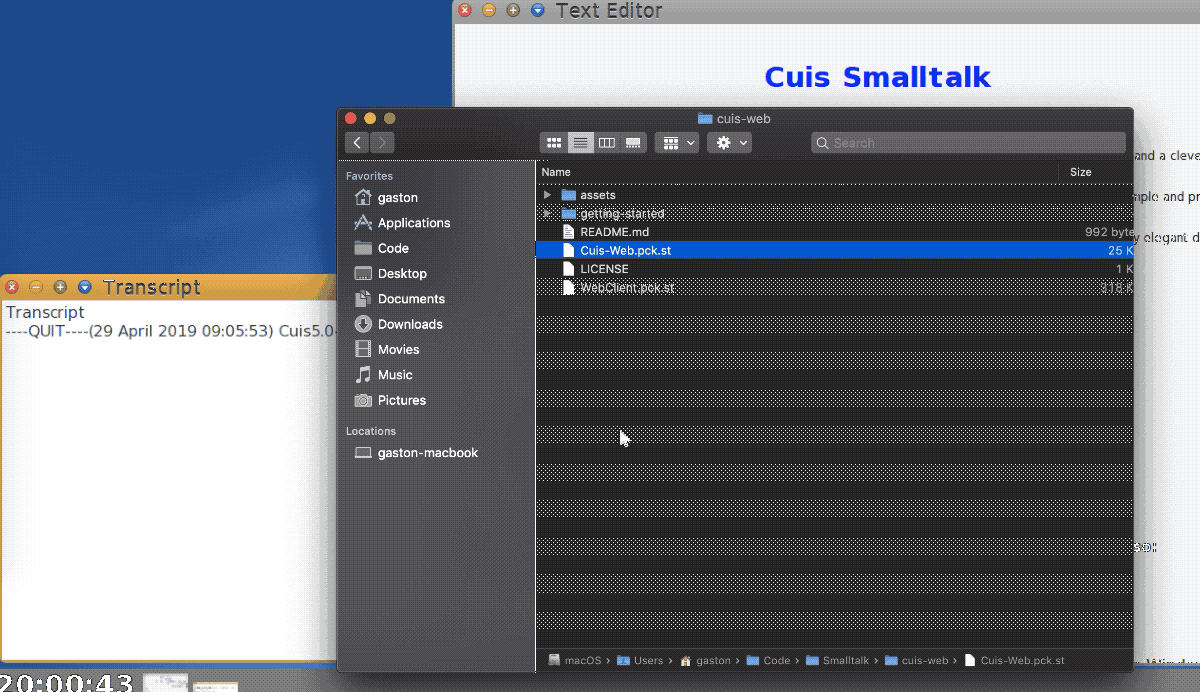 Text Editor
Cuis Smalltalk
cuis-web
Search
and a cleve
Favorites
Name
Size
gaston
assets
mple and pr
Applications
getting-started
README.md
992 byte
y elegant d
Code
Cuis-Web.pck.st
25 K
Desktop
LICENSE
1 K
Transcript
WebClient.pck.st
318 K
Documents
Transcript
Downloads
----QUIT----(29 April 2019 09:05:53) Cuis5.0
Movies
Music
Pictures
Locations
gaston-macbook
macOS › Users › gaston › Code › Smalltalk › cuis-web › Cuis-Web.pck.st
20:00:43